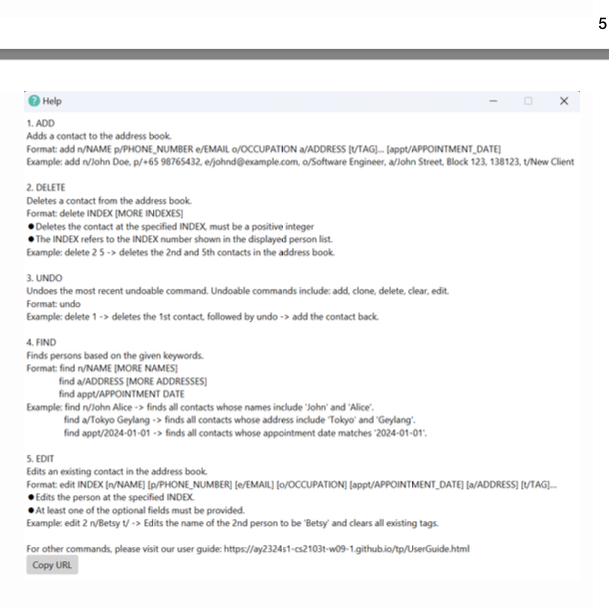 5
Help
1. ADD
Adds a contact to the address book.
Format: add n/NAME p/PHONE_NUMBER e/EMAIL o/OCCUPATION a/ADDRESS [t/TAG]... [appt/APPOINTMENT_DATE]
Example: add n/John Doe, p/+65 98765432, e/johnd@example.com, o/Software Engineer, a/John Street, Block 123, 138123, t/New Client
2. DELETE
Deletes a contact from the address book.
Format: delete INDEX [MORE INDEXES]
●Deletes the contact at the specified INDEX, must be a positive integer
●The INDEX refers to the INDEX number shown in the displayed person list.
Example: delete 2 5 -> deletes the 2nd and 5th contacts in the address book.
3. UNDO
Undoes the most recent undoable command. Undoable commands include: add, clone, delete, clear, edit.
Format: undo
Example: delete 1 -> deletes the 1st contact, followed by undo -> add the contact back.
4. FIND
Finds persons based on the given keywords.
Format: find n/NAME [MORE NAMES]
find a/ADDRESS [MORE ADDRESSES]
find appt/APPOINTMENT DATE
Example: find n/John Alice -> finds all contacts whose names include 'John' and 'Alice'.
find a/Tokyo Geylang -> finds all contacts whose address include 'Tokyo' and 'Geylang'.
find appt/2024-01-01 -> finds all contacts whose appointment date matches '2024-01-01'.
5. EDIT
Edits an existing contact in the address book.
Format: edit INDEX [n/NAME] [p/PHONE_NUMBER] [e/EMAIL] [o/OCCUPATION] [appt/APPOINTMENT_DATE] [a/ADDRESS] [t/TAG]...
●Edits the person at the specified INDEX.
●At least one of the optional fields must be provided.
Example: edit 2 n/Betsy t/ -> Edits the name of the 2nd person to be 'Betsy' and clears all existing tags.
For other commands, please visit our user guide: https://ay2324s1-cs2103t-w09-1.github.io/tp/UserGuide.html
Copy URL